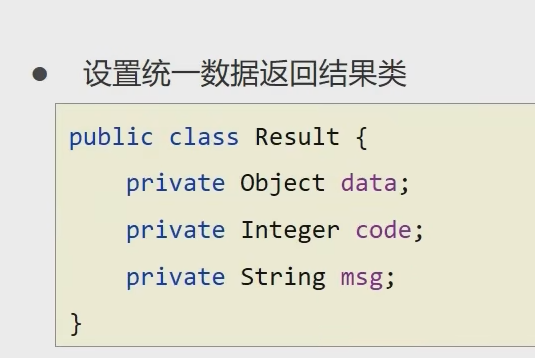 ● 设置统一数据返回结果类
public class Result {
    private Object data;
    private Integer code;
    private String msg;
}